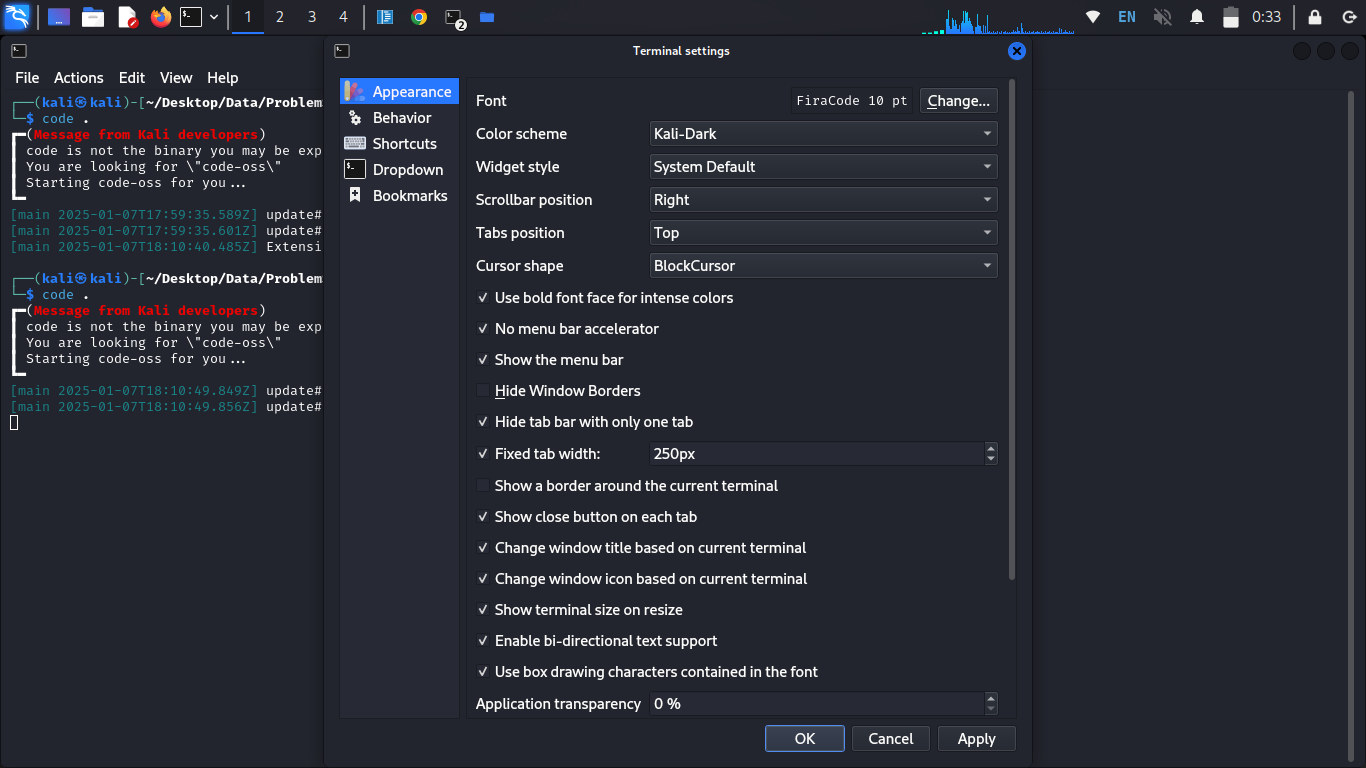 1 2 3 4 2 EN 0:33
Terminal settings
File Actions Edit View Help
┌──(kali㉿kali)-[~/Desktop/Data/Problem
└─$ code .
┏━(Message from Kali developers)
┃ code is not the binary you may be exp
┃ You are looking for \"code-oss\"
┃ Starting code-oss for you...
┗━
[main 2025-01-07T17:59:35.589Z] update#
[main 2025-01-07T17:59:35.601Z] update#
[main 2025-01-07T18:10:40.485Z] Extensi
┌──(kali㉿kali)-[~/Desktop/Data/Problem
└─$ code .
┏━(Message from Kali developers)
┃ code is not the binary you may be exp
┃ You are looking for \"code-oss\"
┃ Starting code-oss for you...
┗━
[main 2025-01-07T18:10:49.849Z] update#
[main 2025-01-07T18:10:49.856Z] update#
Appearance
Behavior
Shortcuts
Dropdown
Bookmarks
Font FiraCode 10 pt Change...
Color scheme Kali-Dark
Widget style System Default
Scrollbar position Right
Tabs position Top
Cursor shape BlockCursor
Use bold font face for intense colors
No menu bar accelerator
Show the menu bar
Hide Window Borders
Hide tab bar with only one tab
Fixed tab width: 250px
Show a border around the current terminal
Show close button on each tab
Change window title based on current terminal
Change window icon based on current terminal
Show terminal size on resize
Enable bi-directional text support
Use box drawing characters contained in the font
Application transparency 0 %
OK Cancel Apply